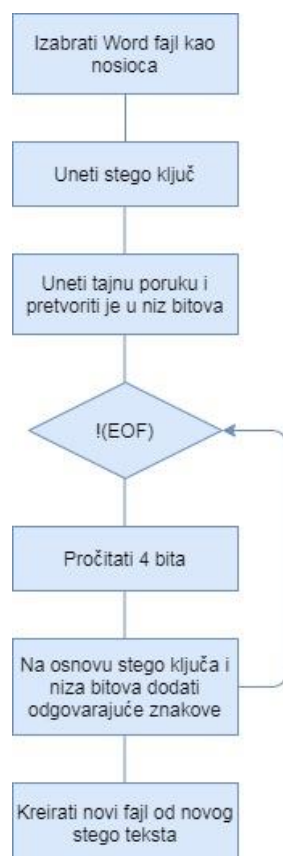 Izabrati Word fajl kao
nosioca
Uneti stego ključ
Uneti tajnu poruku i
pretvoriti je u niz bitova
!(EOF)
Pročitati 4 bita
Na osnovu stego ključa i
niza bitova dodati
odgovarajuće znakove
Kreirati novi fajl od novog
stego teksta